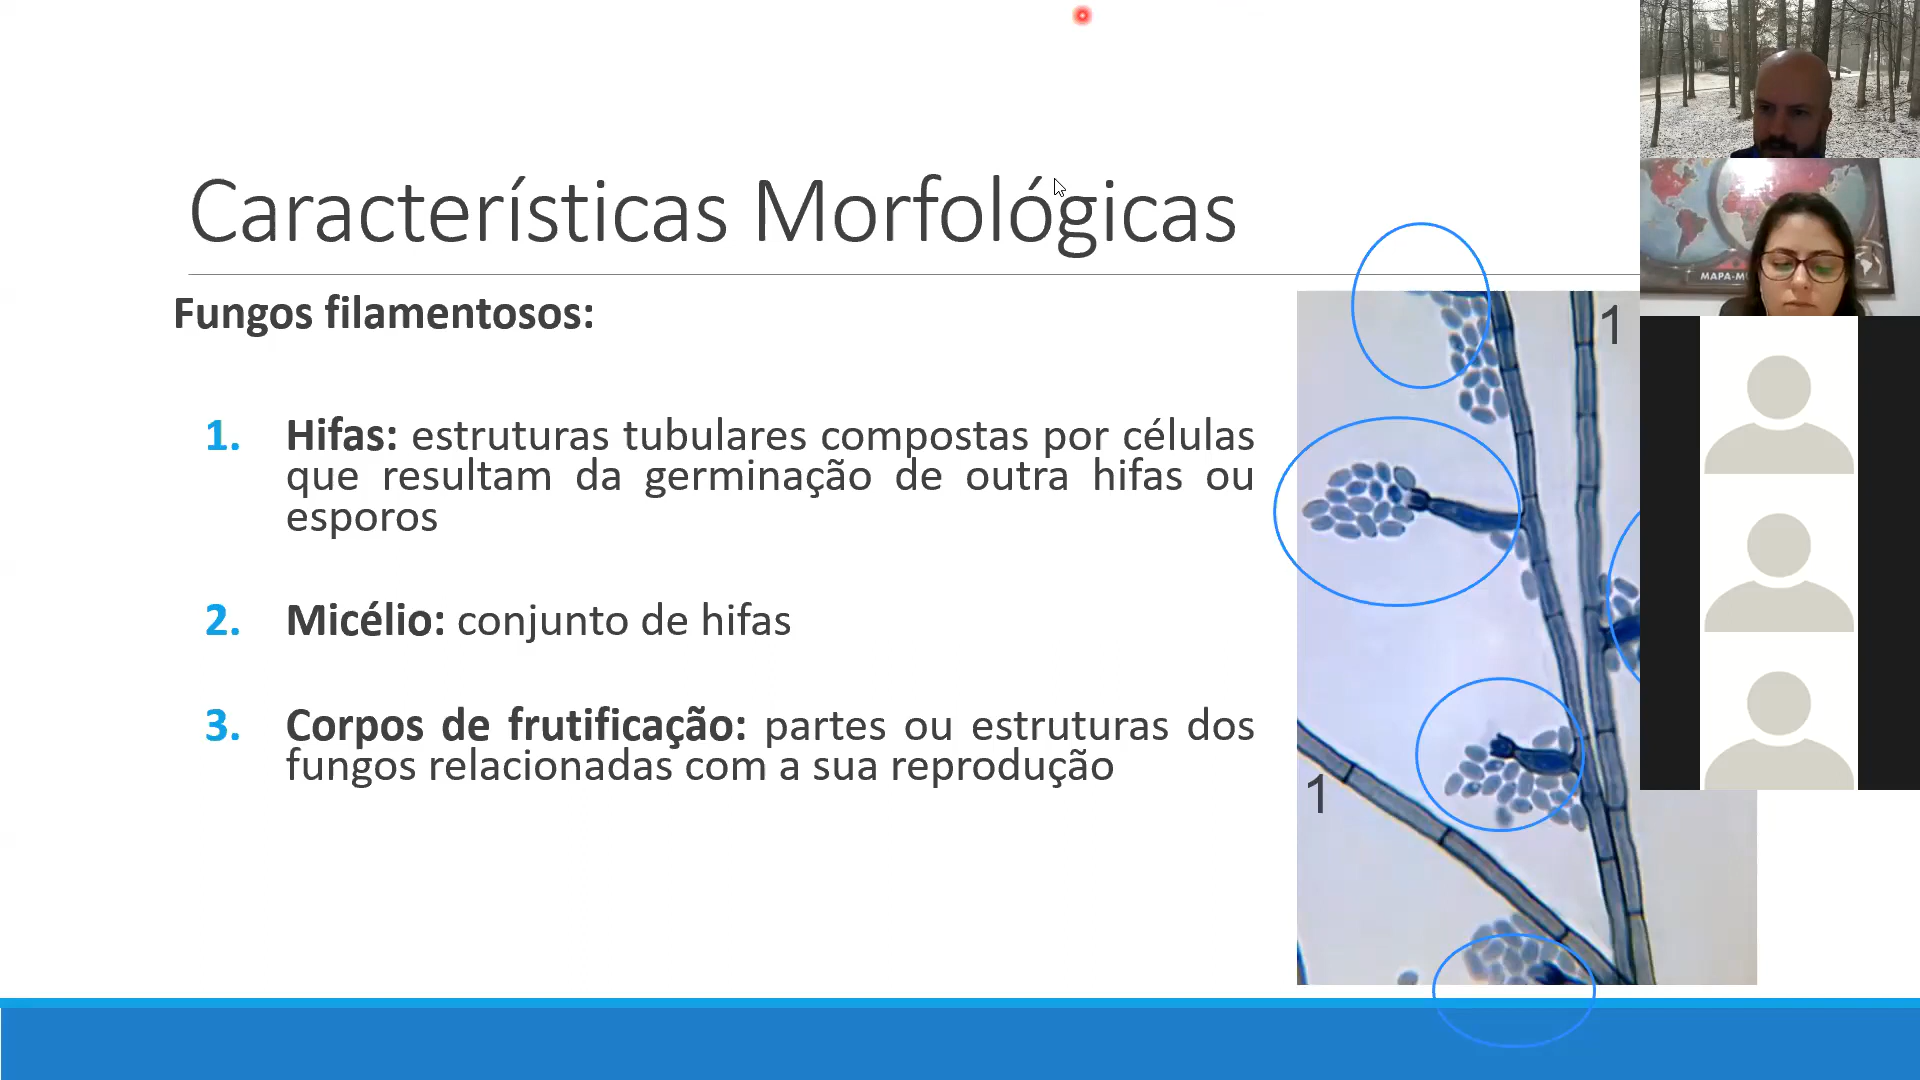 Características Morfológicas
Fungos filamentosos:
1. Hifas: estruturas tubulares compostas por células
que resultam da germinação de outra hifas ou
esporos
2. Micélio: conjunto de hifas
3. Corpos de frutificação: partes ou estruturas dos
fungos relacionadas com a sua reprodução
1
1